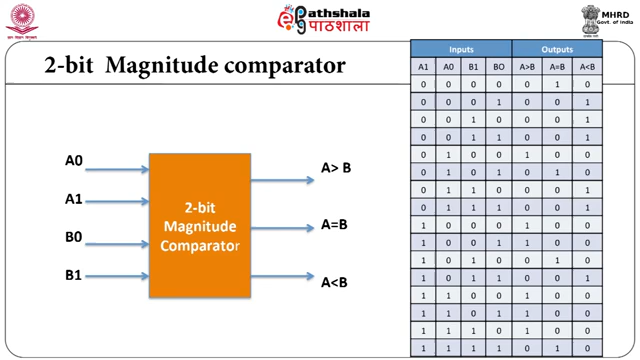 ePathshala
पाठशाला
MHRD
Govt. of India
2-bit Magnitude comparator
A0
A1
B0
B1
2-bit
Magnitude
Comparator
A> B
A=B
A<B
Inputs Outputs
A1 A0 B1 BO A>B A=B A<B
0 0 0 0 0 1 0
0 0 0 1 0 0 1
0 0 1 0 0 0 1
0 0 1 1 0 0 1
0 1 0 0 1 0 0
0 1 0 1 0 1 0
0 1 1 0 0 0 1
0 1 1 1 0 0 1
1 0 0 0 1 0 0
1 0 0 1 1 0 0
1 0 1 0 0 1 0
1 0 1 1 0 0 1
1 1 0 0 1 0 0
1 1 0 1 1 0 0
1 1 1 0 1 0 0
1 1 1 1 0 1 0